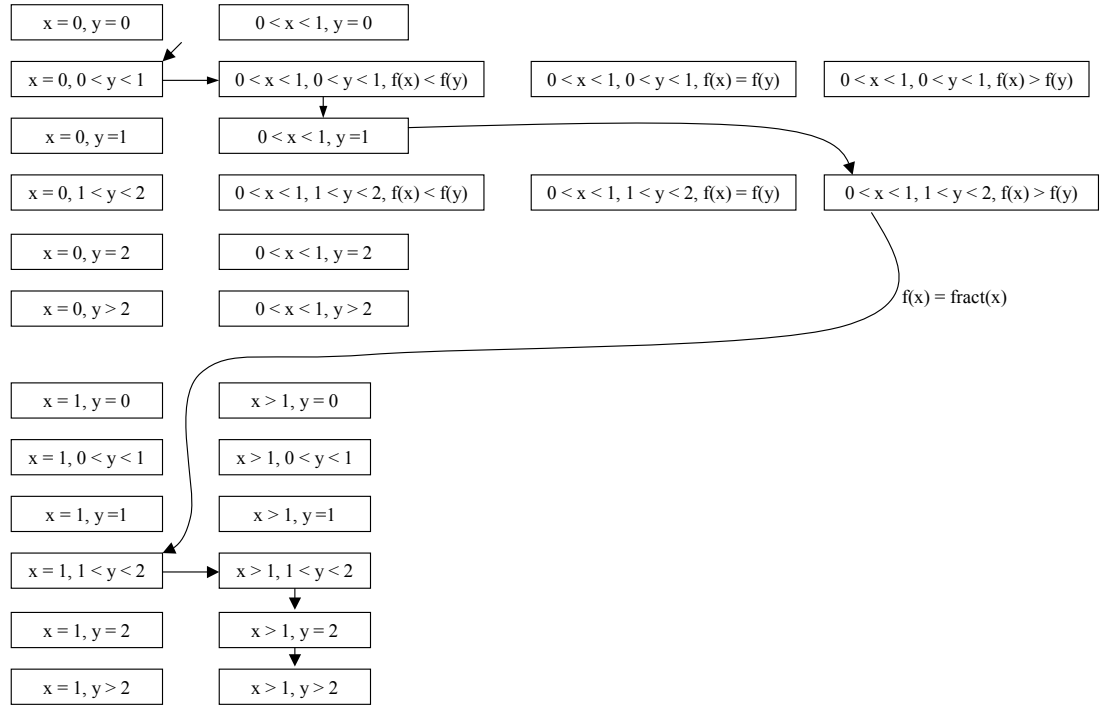 x = 0, y = 0
0 < x < 1, y = 0
x = 0, 0 < y < 1
0 < x < 1, 0 < y < 1, f(x) < f(y)
0 < x < 1, 0 < y < 1, f(x) = f(y)
0 < x < 1, 0 < y < 1, f(x) > f(y)
x = 0, y =1
0 < x < 1, y =1
x = 0, 1 < y < 2
0 < x < 1, 1 < y < 2, f(x) < f(y)
0 < x < 1, 1 < y < 2, f(x) = f(y)
0 < x < 1, 1 < y < 2, f(x) > f(y)
x = 0, y = 2
0 < x < 1, y = 2
x = 0, y > 2
0 < x < 1, y > 2
f(x) = fract(x)
x = 1, y = 0
x > 1, y = 0
x = 1, 0 < y < 1
x > 1, 0 < y < 1
x = 1, y =1
x > 1, y =1
x = 1, 1 < y < 2
x > 1, 1 < y < 2
x = 1, y = 2
x > 1, y = 2
x = 1, y > 2
x > 1, y > 2